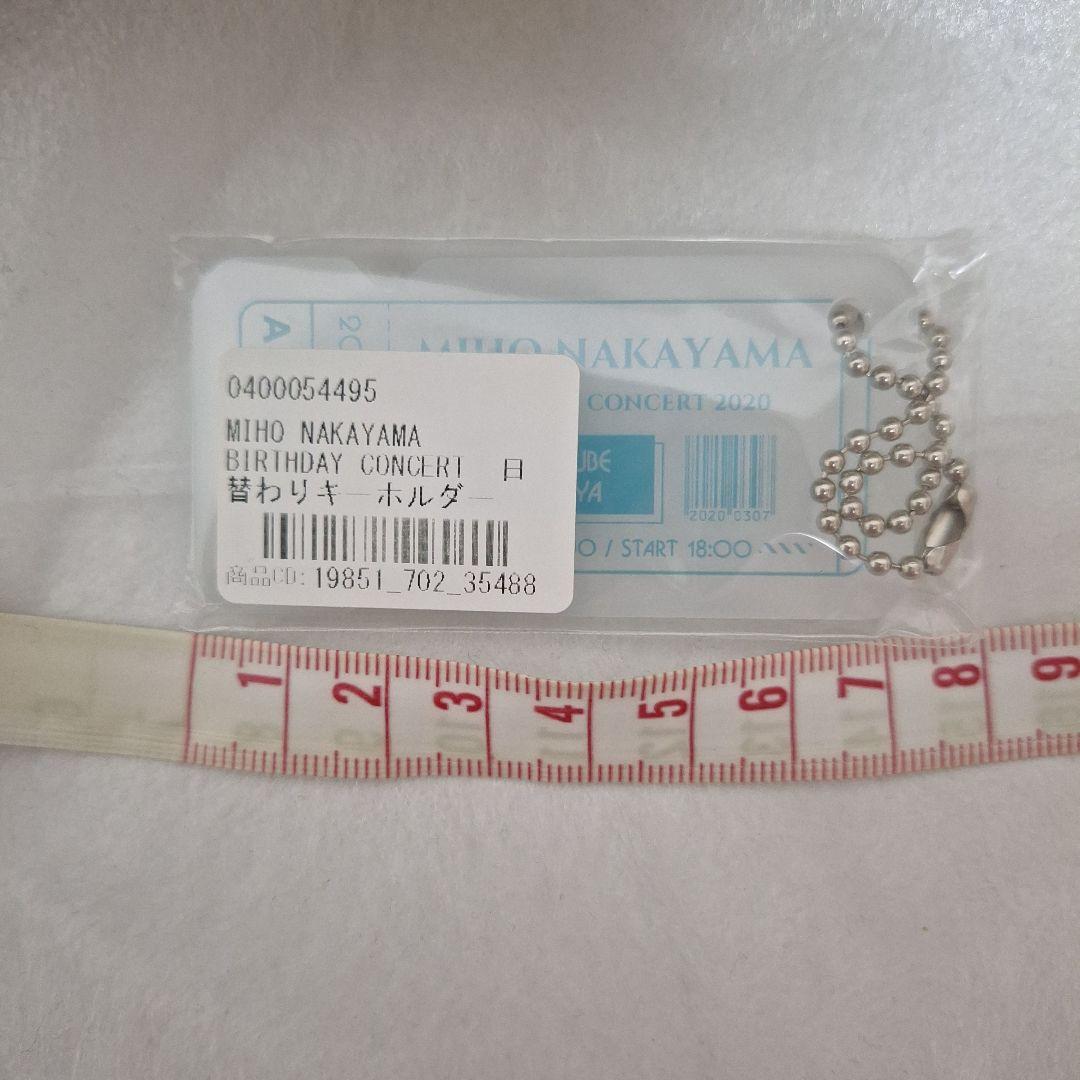 A
MIHO NAKAYAMA
CONCERT 2020
2020 0307
/ START 18:00
0400054495
MIHO NAKAYAMA
BIRTHDAY CONCERT 日
替わりキーホルダー
商品CD: 19851_702_35488
1 2 3 4 5 6 7 8 9